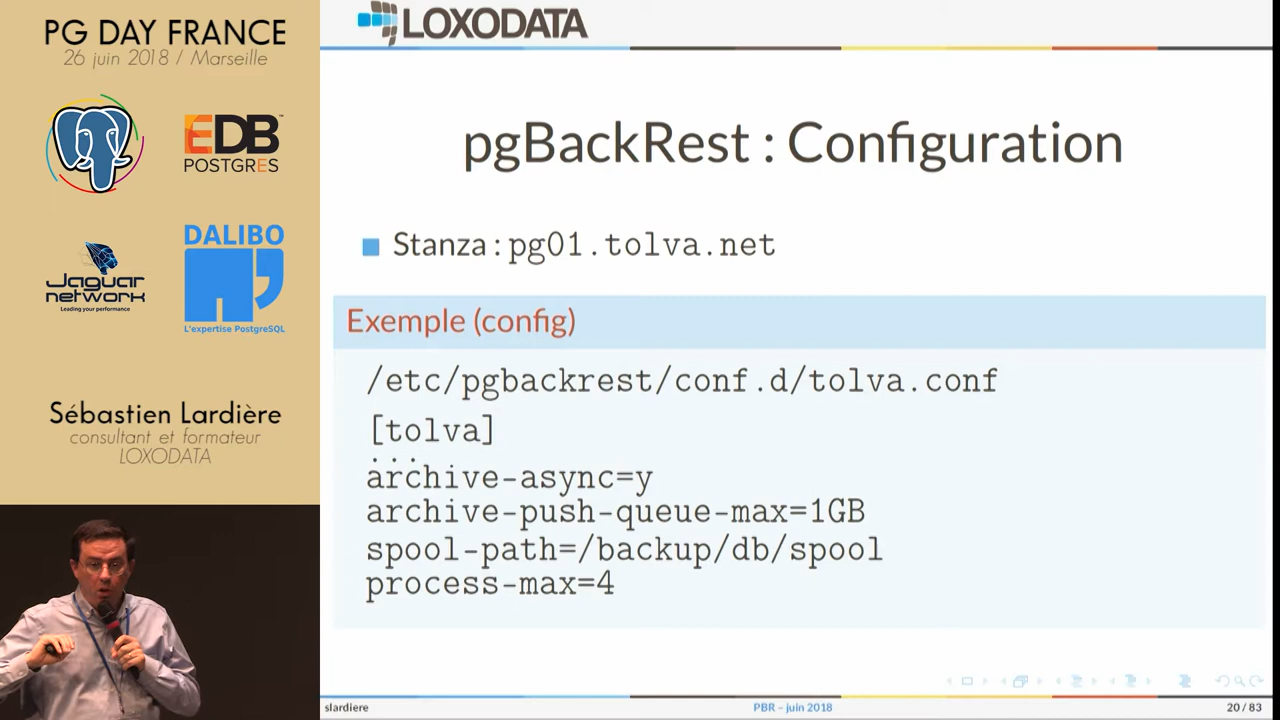 PG DAY FRANCE
26 juin 2018 / Marseille
EDB
POSTGRES
Jaguar
network
Leading your performance
DALIBO
L'expertise PostgreSQL
Sébastien Lardière
consultant et formateur
LOXODATA
LOXODATA
pgBackRest : Configuration
Stanza : pg01.tolva.net
Exemple (config)
/etc/pgbackrest/conf.d/tolva.conf
[tolva]
...
archive-async=y
archive-push-queue-max=1GB
spool-path=/backup/db/spool
process-max=4
slardiere
PBR – juin 2018
20 / 83